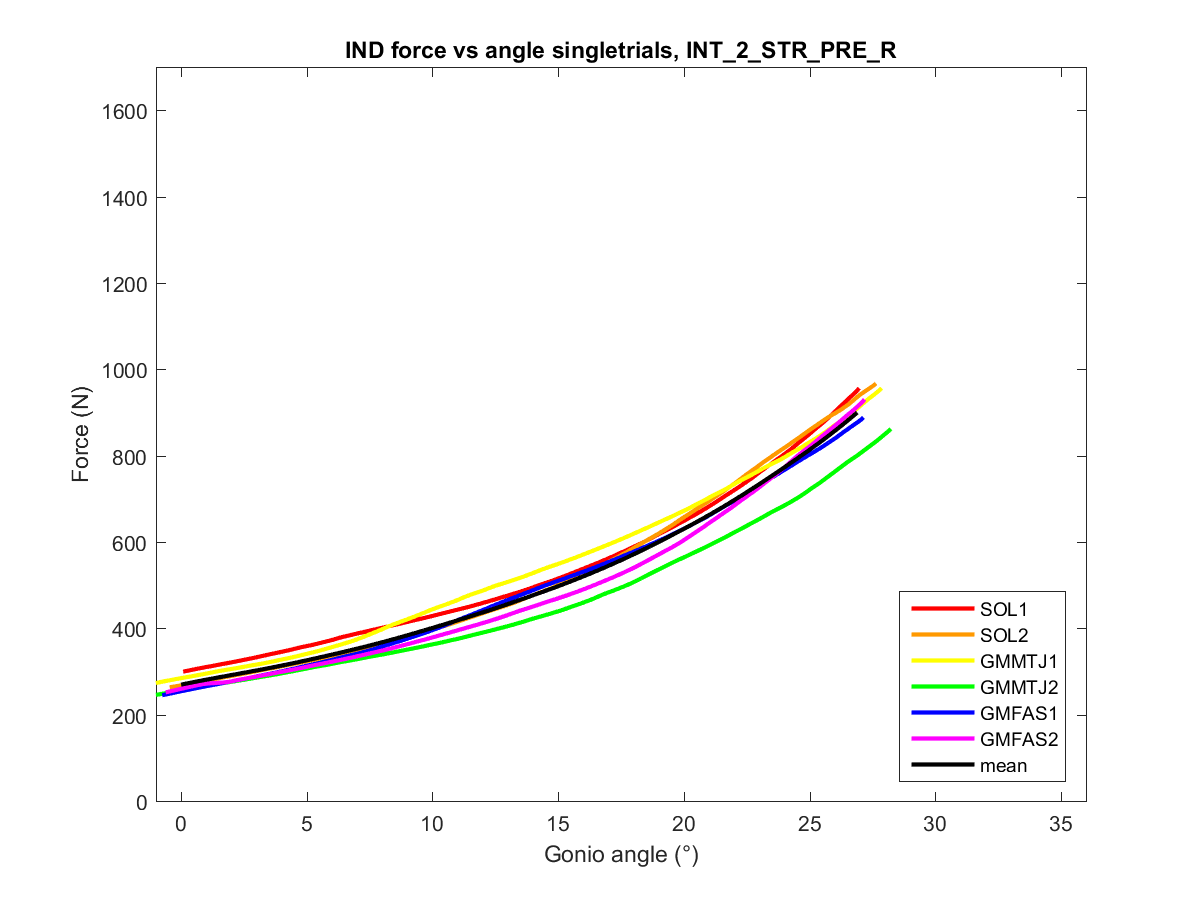 IND force vs angle singletrials, INT_2_STR_PRE_R
1600
1400
1200
1000
800
600
400
200
0
Force (N)
0 5 10 15 20 25 30 35
Gonio angle (°)
SOL1
SOL2
GMMTJ1
GMMTJ2
GMFAS1
GMFAS2
mean